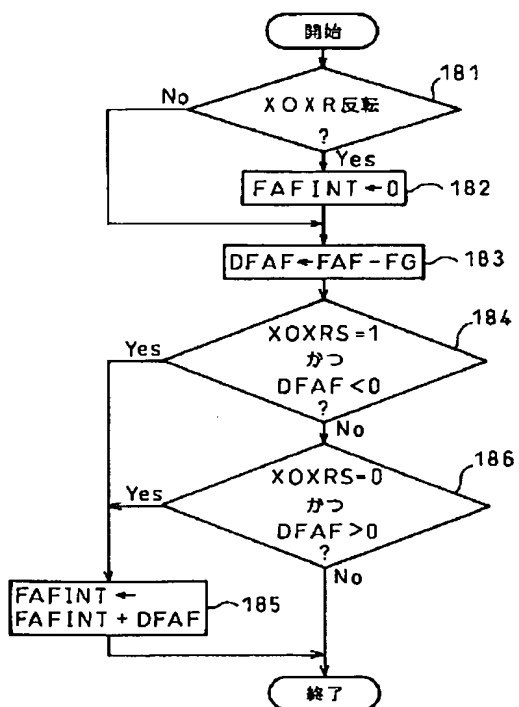 開始
181
XOXR反転
?
No
Yes
FAFINT←0
182
DFAF←FAF-FG
183
184
XOXRS=1
かつ
DFAF<0
?
Yes
No
186
XOXRS=0
かつ
DFAF>0
?
Yes
No
FAFINT←
FAFINT+DFAF
185
終了